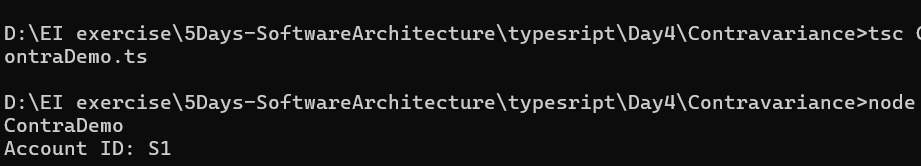 D:\EI exercise\5Days-SoftwareArchitecture\typesript\Day4\Contravariance>tsc C
ontraDemo.ts
D:\EI exercise\5Days-SoftwareArchitecture\typesript\Day4\Contravariance>node
ContraDemo
Account ID: S1